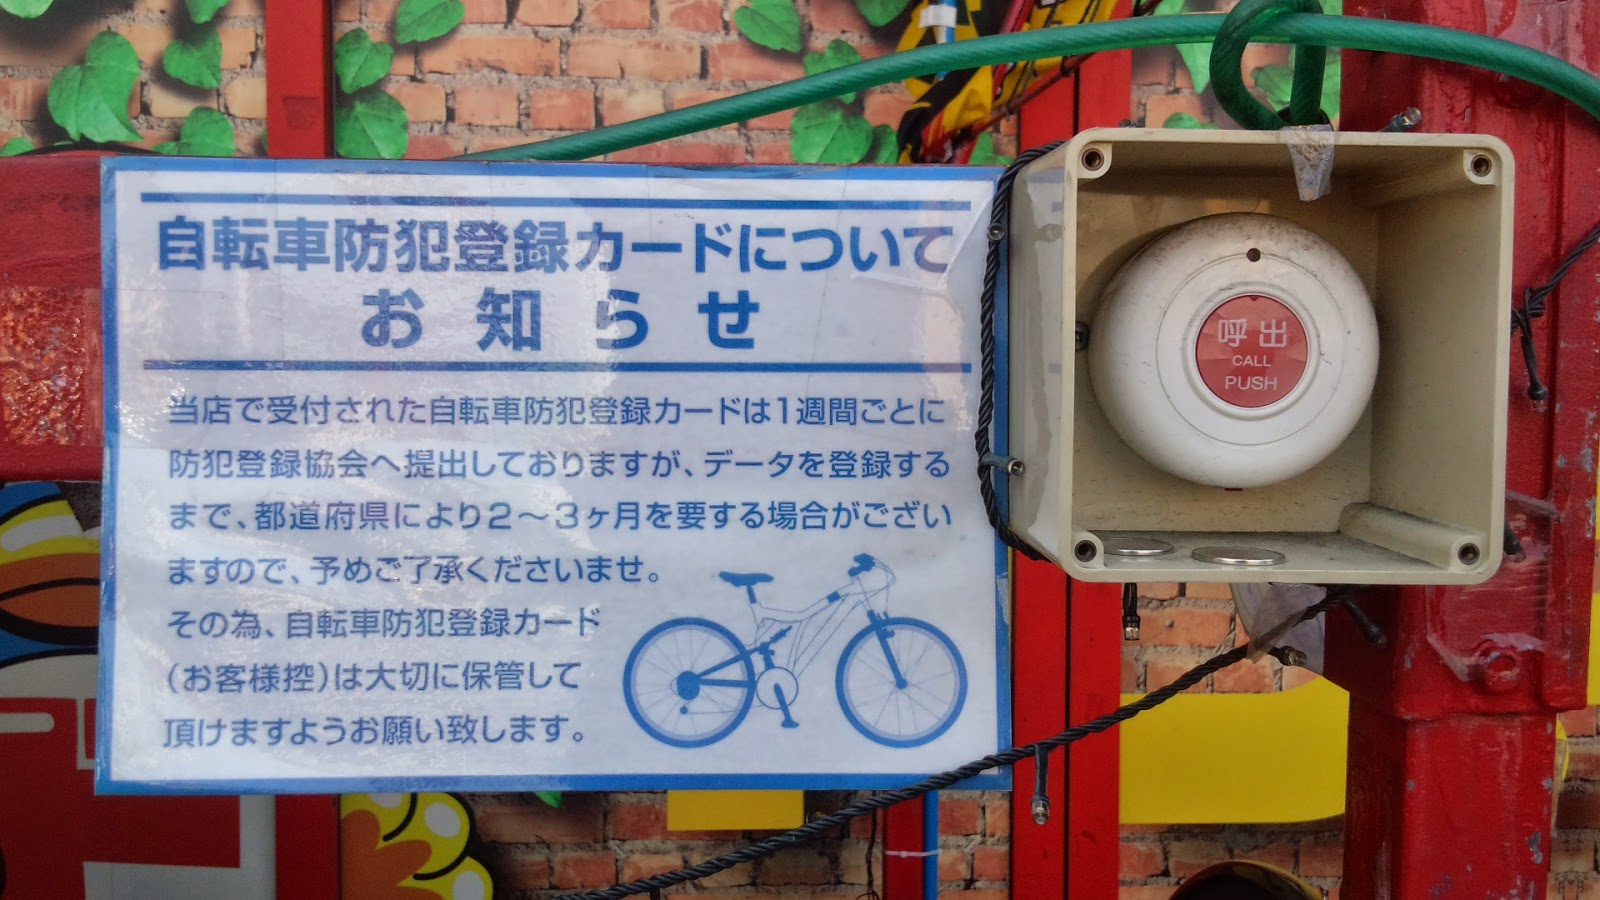 自転車防犯登録カードについて
お知らせ
当店で受付された自転車防犯登録カードは1週間ごとに
防犯登録協会へ提出しておりますが、データを登録する
まで、都道府県により2～3ヶ月を要する場合がござい
ますので、予めご了承くださいませ。
その為、自転車防犯登録カード
(お客様控)は大切に保管して
頂けますようお願い致します。
呼出
CALL
PUSH